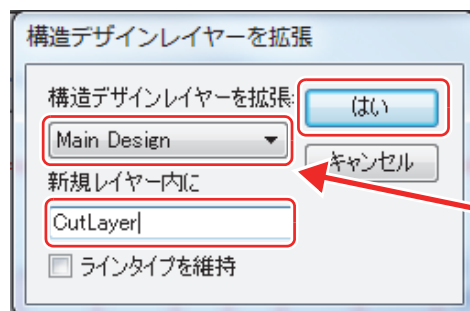 構造デザインレイヤーを拡張
構造デザインレイヤーを拡張:
はい
Main Design
キャンセル
新規レイヤー内に
CutLayer
ラインタイプを維持